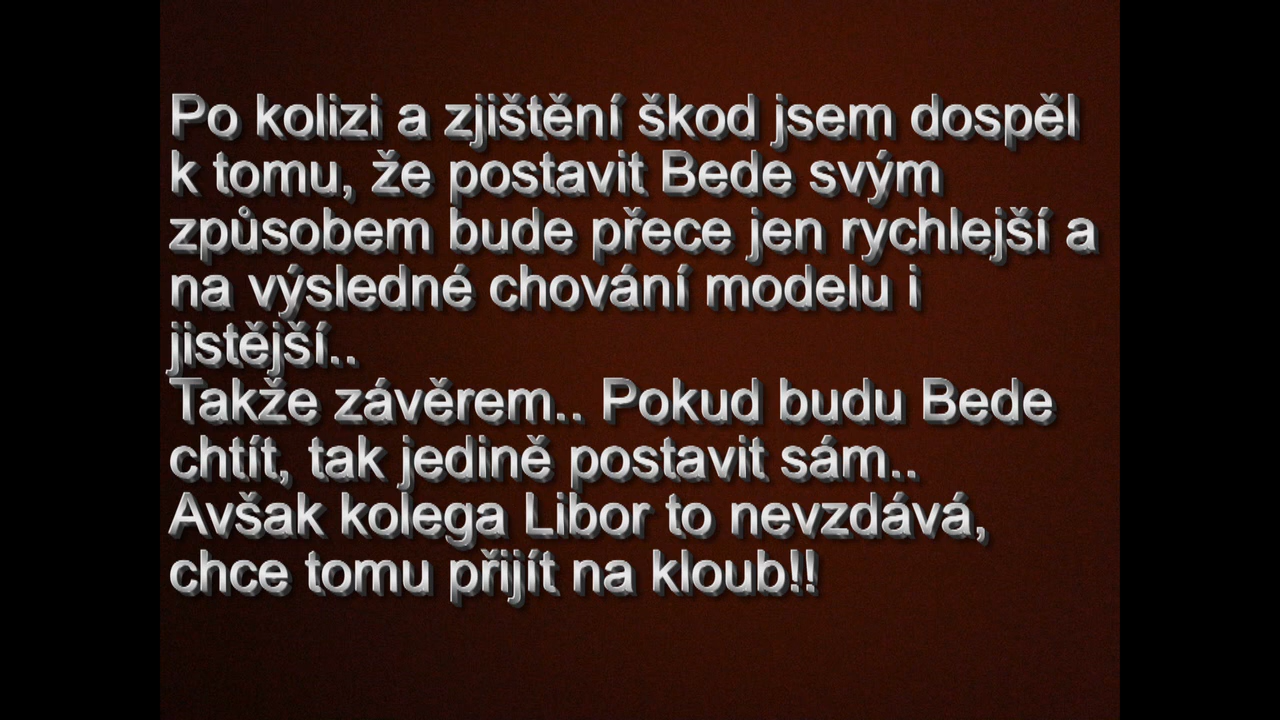 Po kolizi a zjištění škod jsem dospěl
k tomu, že postavit Bede svým
způsobem bude přece jen rychlejší a
na výsledné chování modelu i
jistější..
Takže závěrem.. Pokud budu Bede
chtít, tak jedině postavit sám..
Avšak kolega Libor to nevzdává,
chce tomu přijít na kloub!!